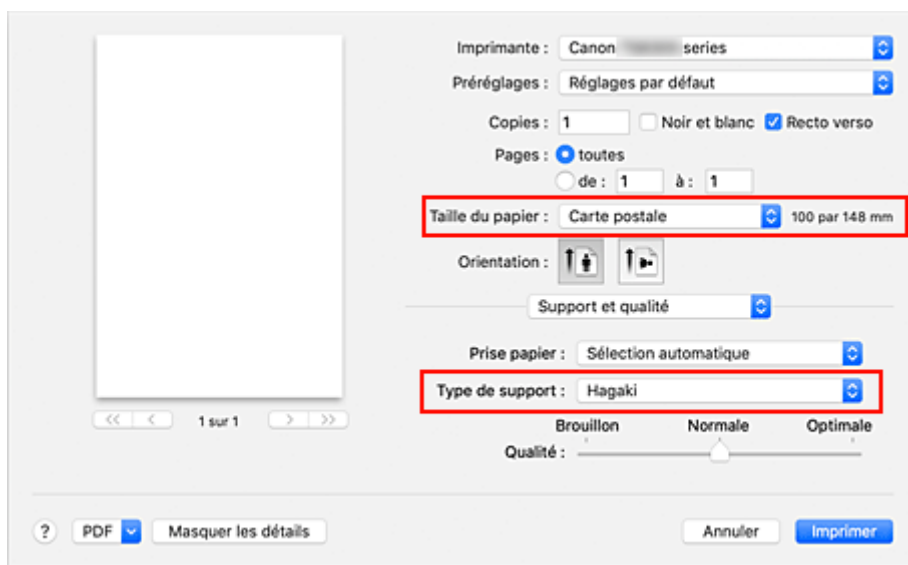 Imprimante : Canon series
Préréglages : Réglages par défaut
Copies : 1 Noir et blanc Recto verso
Pages : toutes
de : 1 à : 1
Taille du papier : Carte postale 100 par 148 mm
Orientation :
Support et qualité
Prise papier : Sélection automatique
Type de support : Hagaki
<< < 1 sur 1 > >>
Brouillon Normale Optimale
Qualité :
? PDF Masquer les détails Annuler Imprimer